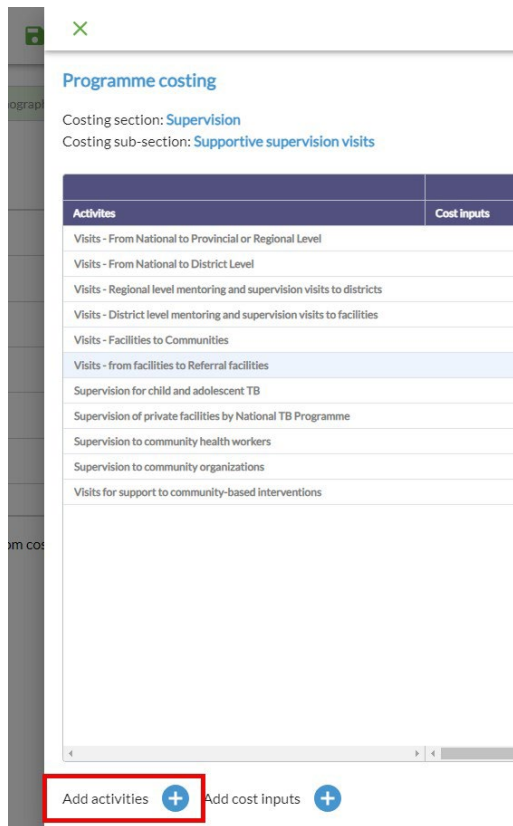 Programme costing
Costing section: Supervision
Costing sub-section: Supportive supervision visits
Activites
Cost inputs
Visits - From National to Provincial or Regional Level
Visits - From National to District Level
Visits - Regional level mentoring and supervision visits to districts
Visits - District level mentoring and supervision visits to facilities
Visits - Facilities to Communities
Visits - from facilities to Referral facilities
Supervision for child and adolescent TB
Supervision of private facilities by National TB Programme
Supervision to community health workers
Supervision to community organizations
Visits for support to community-based interventions
Add activities
Add cost inputs